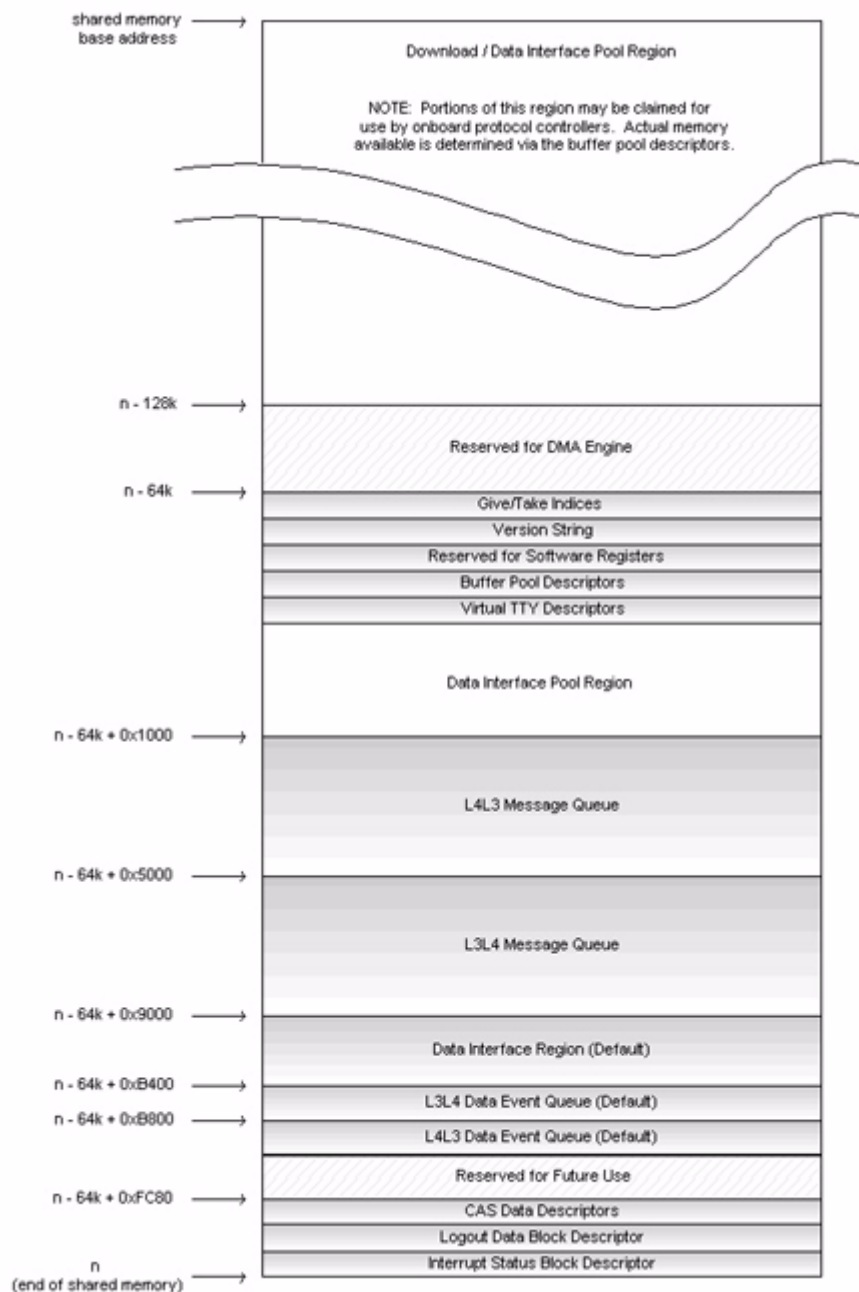 shared memory
base address
Download / Data Interface Pool Region
NOTE: Portions of this region may be claimed for
use by onboard protocol controllers. Actual memory
available is determined via the buffer pool descriptors.
n - 128k
Reserved for DMA Engine
n - 64k
Give/Take Indices
Version String
Reserved for Software Registers
Buffer Pool Descriptors
Virtual TTY Descriptors
Data Interface Pool Region
n - 64k + 0x1000
L4L3 Message Queue
n - 64k + 0x5000
L3L4 Message Queue
n - 64k + 0x9000
Data Interface Region (Default)
n - 64k + 0xB400
L3L4 Data Event Queue (Default)
n - 64k + 0xB800
L4L3 Data Event Queue (Default)
Reserved for Future Use
n - 64k + 0xFC80
CAS Data Descriptors
Logout Data Block Descriptor
Interrupt Status Block Descriptor
n
(end of shared memory)